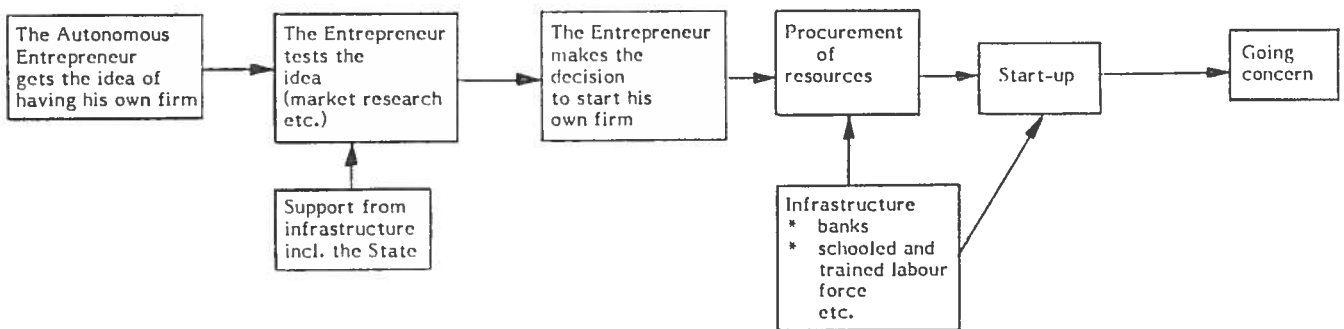 The Autonomous
Entrepreneur
gets the idea of
having his own firm
The Entrepreneur
tests the
idea
(market research
etc.)
The Entrepreneur
makes the
decision
to start his
own firm
Procurement
of
resources
Start-up
Going
concern
Support from
infrastructure
incl. the State
Infrastructure
* banks
* schooled and
trained labour
force
etc.